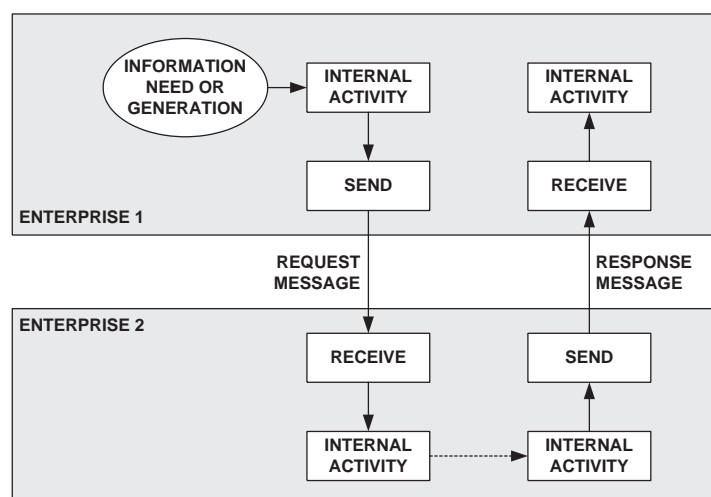 INFORMATION
NEED OR
GENERATION
INTERNAL
ACTIVITY
INTERNAL
ACTIVITY
SEND
RECEIVE
ENTERPRISE 1
REQUEST
MESSAGE
RESPONSE
MESSAGE
ENTERPRISE 2
RECEIVE
SEND
INTERNAL
ACTIVITY
INTERNAL
ACTIVITY